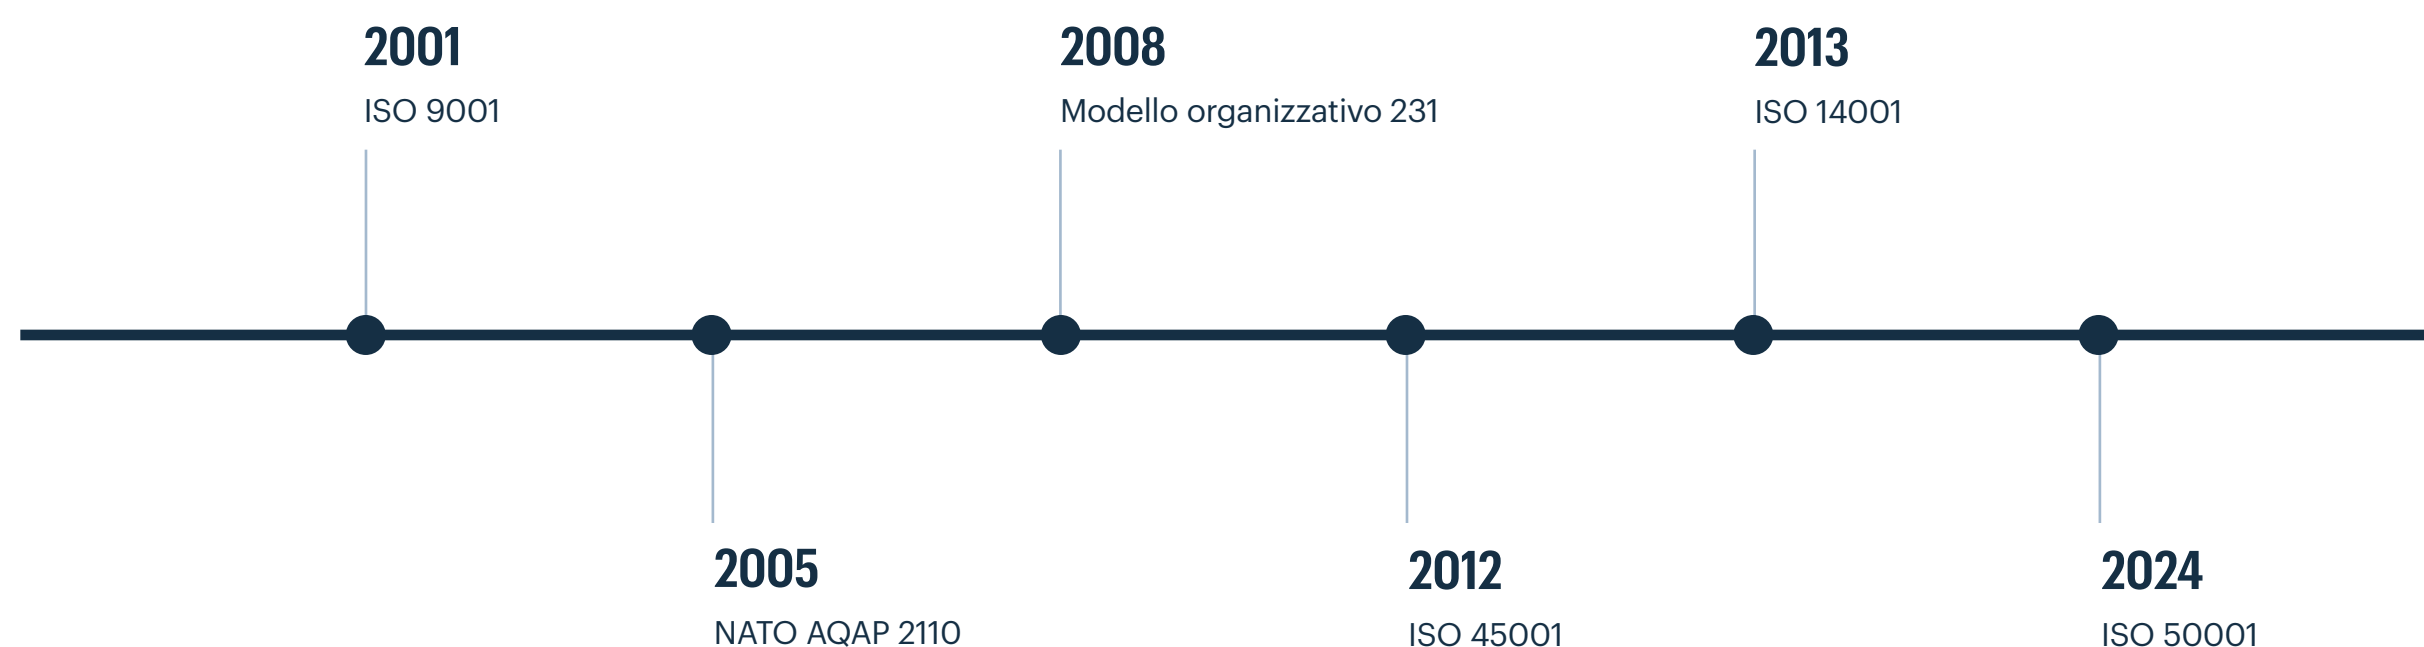 2001
ISO 9001
2005
NATO AQAP 2110
2008
Modello organizzativo 231
2012
ISO 45001
2013
ISO 14001
2024
ISO 50001